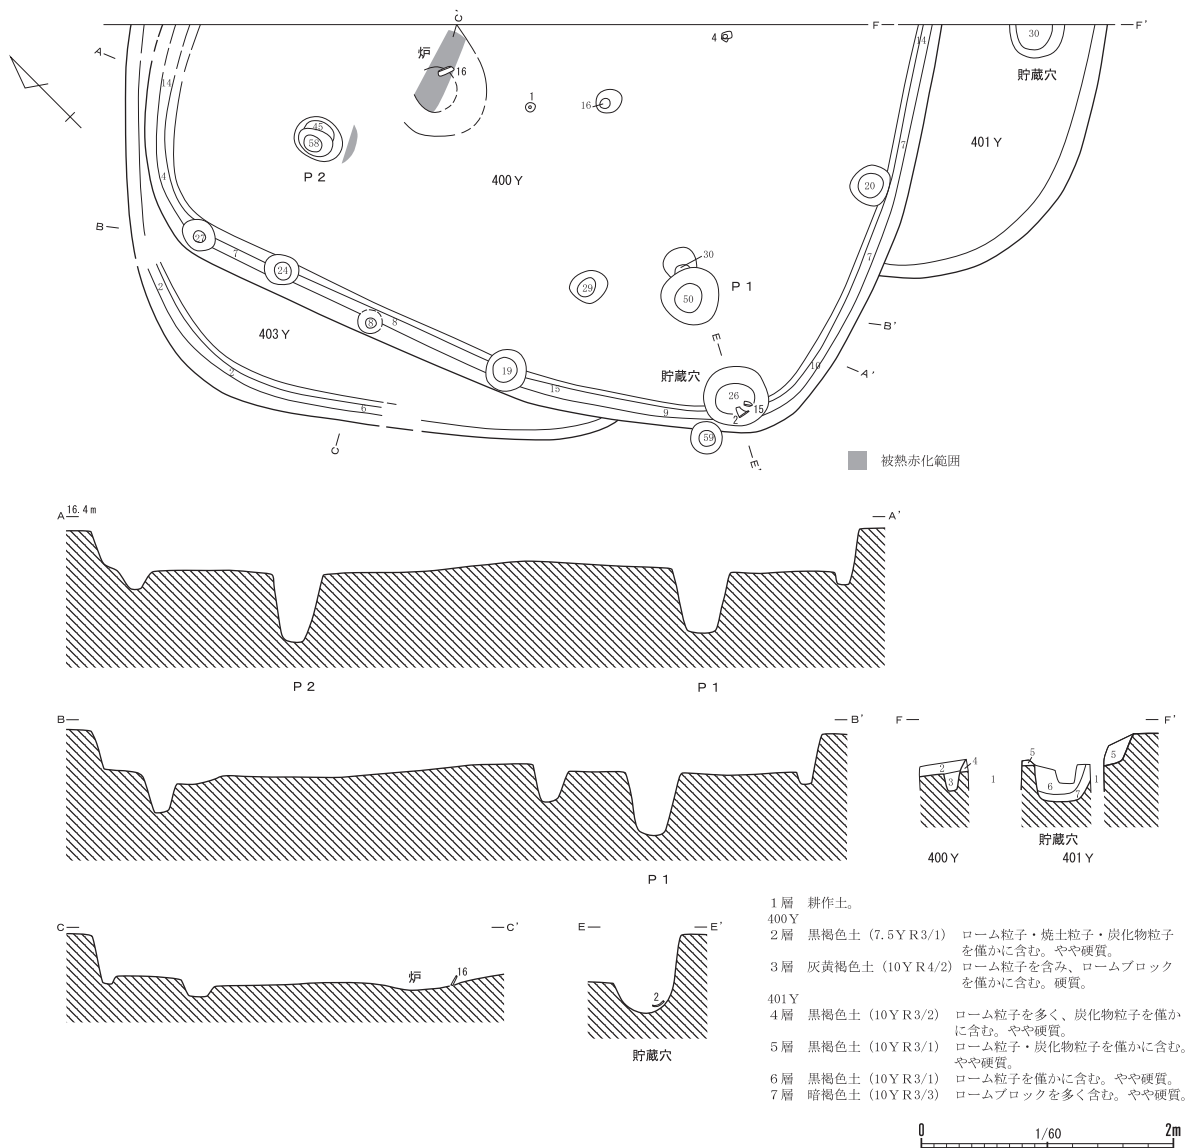 C'
F
F'
A
14
炉
16
4
14
30
貯蔵穴
1
16
45
58
P 2
400Y
7
401Y
4
20
B
27
7
24
30
7
2
29
50
P 1
403Y
8
8
E
B'
2
19
貯蔵穴
10
A'
6
15
9
26
15
2
59
C
E'
被熱赤化範囲
A
16.4m
A'
P 2
P 1
B
B'
F
F'
2
3
4
1
5
6
7
1
5
貯蔵穴
400Y
401Y
P 1
C
C'
炉
16
E
E'
2
貯蔵穴
1層 耕作土。
400Y
2層 黒褐色土(7.5YR3/1) ローム粒子・焼土粒子・炭化物粒子
を僅かに含む。やや硬質。
3層 灰黄褐色土(10YR4/2) ローム粒子を含み、ロームブロック
を僅かに含む。硬質。
401Y
4層 黒褐色土(10YR3/2) ローム粒子を多く、炭化物粒子を僅か
に含む。やや硬質。
5層 黒褐色土(10YR3/1) ローム粒子・炭化物粒子を僅かに含む。
やや硬質。
6層 黒褐色土(10YR3/1) ローム粒子を僅かに含む。やや硬質。
7層 暗褐色土(10YR3/3) ロームブロックを多く含む。やや硬質。
0 1/60 2m